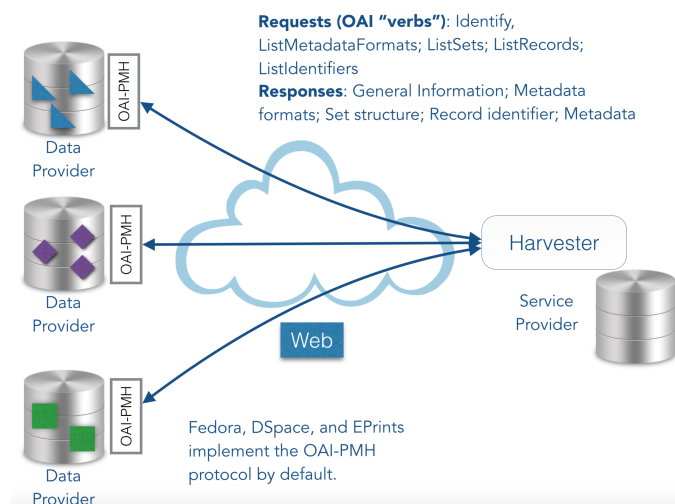 Requests (OAI “verbs”): Identify,
ListMetadataFormats; ListSets; ListRecords;
ListIdentifiers
Responses: General Information; Metadata
formats; Set structure; Record identifier; Metadata
OAI-PMH
Data
Provider
OAI-PMH
Data
Provider
Harvester
Service
Provider
Web
OAI-PMH
Data
Provider
Fedora, DSpace, and EPrints
implement the OAI-PMH
protocol by default.